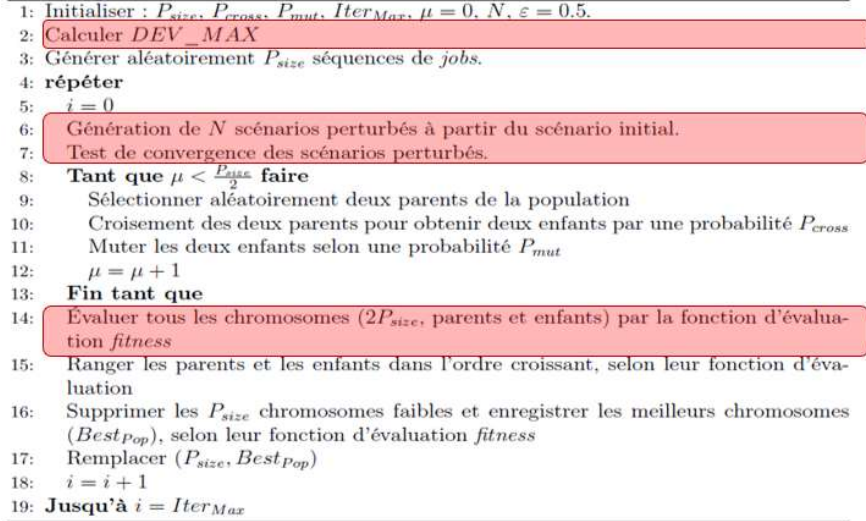 1: Initialiser : P_size, P_cross, P_mut, Iter_Max, μ = 0, N, ε = 0.5.
2: Calculer DEV_MAX
3: Générer aléatoirement P_size séquences de jobs.
4: répéter
5: i = 0
6: Génération de N scénarios perturbés à partir du scénario initial.
7: Test de convergence des scénarios perturbés.
8: Tant que μ < P_size/2 faire
9: Sélectionner aléatoirement deux parents de la population
10: Croisement des deux parents pour obtenir deux enfants par une probabilité P_cross
11: Muter les deux enfants selon une probabilité P_mut
12: μ = μ + 1
13: Fin tant que
14: Évaluer tous les chromosomes (2P_size, parents et enfants) par la fonction d'évalua-
tion fitness
15: Ranger les parents et les enfants dans l'ordre croissant, selon leur fonction d'éva-
luation
16: Supprimer les P_size chromosomes faibles et enregistrer les meilleurs chromosomes
(Best_Pop), selon leur fonction d'évaluation fitness
17: Remplacer (P_size, Best_Pop)
18: i = i + 1
19: Jusqu'à i = Iter_Max